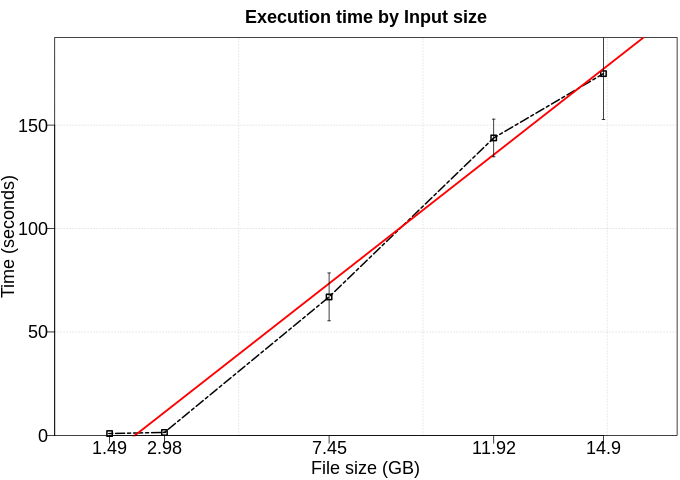 Execution time by Input size
Time (seconds)
150
100
50
0
1.49 2.98 7.45 11.92 14.9
File size (GB)